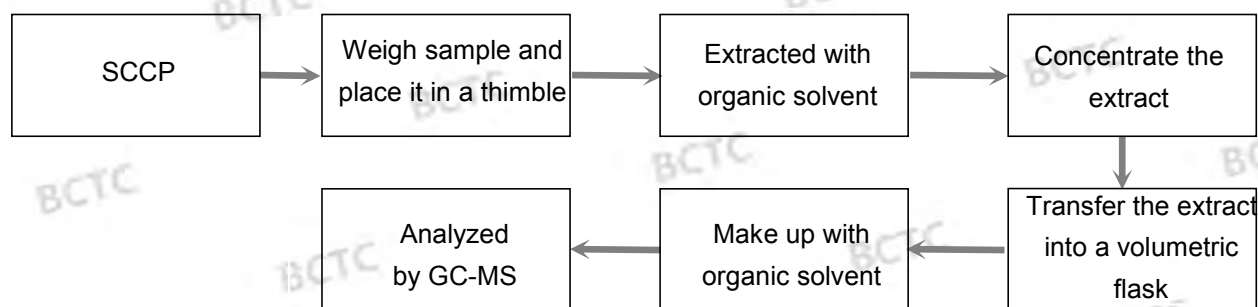 SCCP
Weigh sample and
place it in a thimble
Extracted with
organic solvent
Concentrate the
extract
Transfer the extract
into a volumetric
flask
Make up with
organic solvent
Analyzed
by GC-MS
BCTC
BCTC
BCTC
BCTC
BCTC
BCTC
BCTC